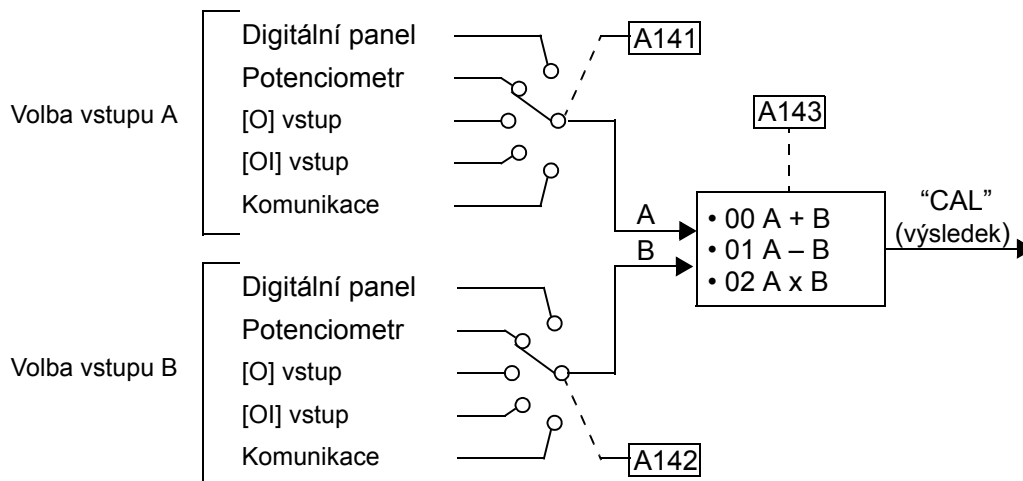 Volba vstupu A
Digitální panel
Potenciometr
[O] vstup
[OI] vstup
Komunikace
A141
A143
A
B
• 00 A + B
• 01 A – B
• 02 A x B
“CAL”
(výsledek)
Volba vstupu B
Digitální panel
Potenciometr
[O] vstup
[OI] vstup
Komunikace
A142